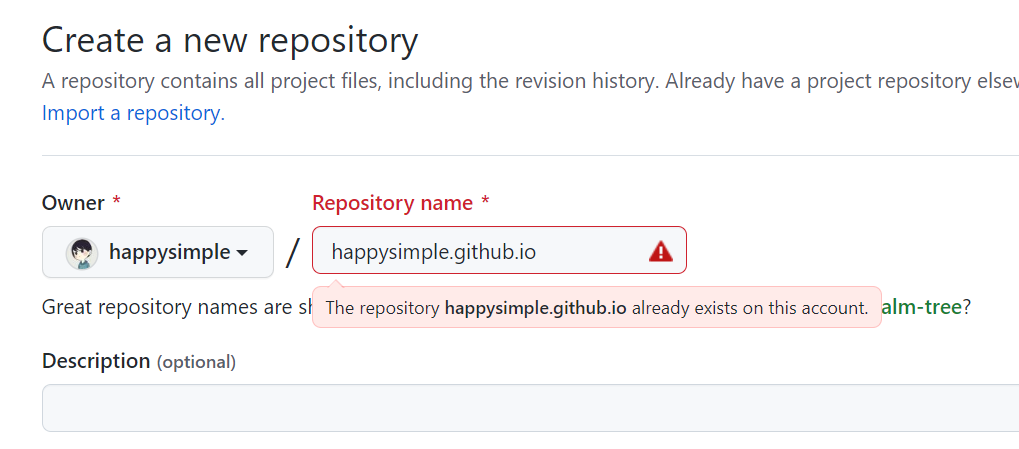 Create a new repository
A repository contains all project files, including the revision history. Already have a project repository
Import a repository.
Owner *
Repository name *
happysimple
/
happysimple.github.io
Great repository names are
The repository happysimple.github.io already exists on this account.
alm-tree?
Description (optional)